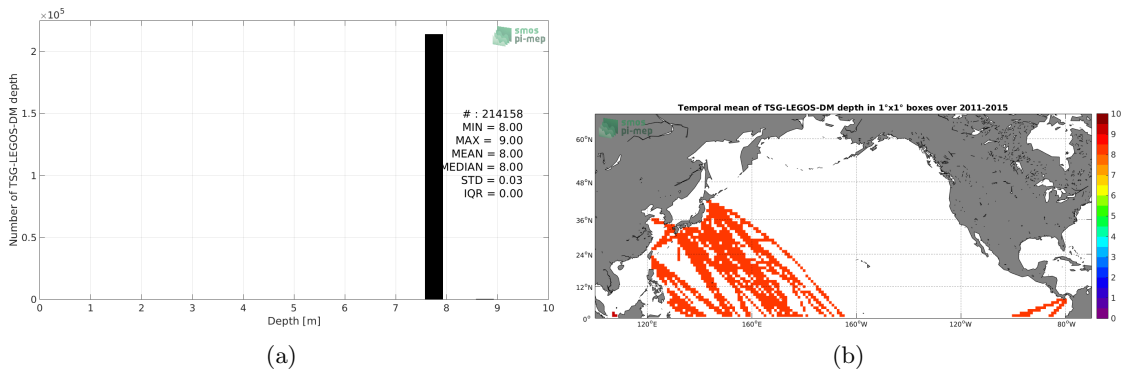 ×10⁵
smos
pi-mep
2
1.5
1
0.5
0
Number of TSG-LEGOS-DM depth
# : 214158
MIN = 8.00
MAX = 9.00
MEAN = 8.00
MEDIAN = 8.00
STD = 0.03
IQR = 0.00
0 1 2 3 4 5 6 7 8 9 10
Depth [m]
(a)
Temporal mean of TSG-LEGOS-DM depth in 1°x1° boxes over 2011-2015
smos
pi-mep
60°N
48°N
36°N
24°N
12°N
0°
120°E 160°E 160°W 120°W 80°W
10
9
8
7
6
5
4
3
2
1
0
(b)